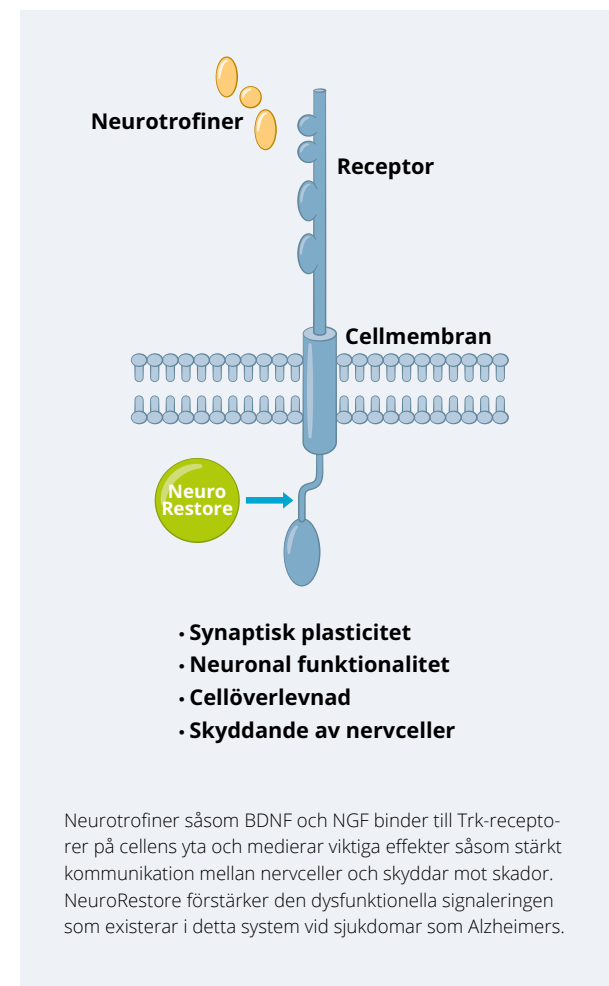 Neurotrofiner
Receptor
Cellmembran
Neuro
Restore
• Synaptisk plasticitet
• Neuronal funktionalitet
• Cellöverlevnad
• Skyddande av nervceller
Neurotrofiner såsom BDNF och NGF binder till Trk-recepto-
rer på cellens yta och medierar viktiga effekter såsom stärkt
kommunikation mellan nervceller och skyddar mot skador.
NeuroRestore förstärker den dysfunktionella signaleringen
som existerar i detta system vid sjukdomar som Alzheimers.